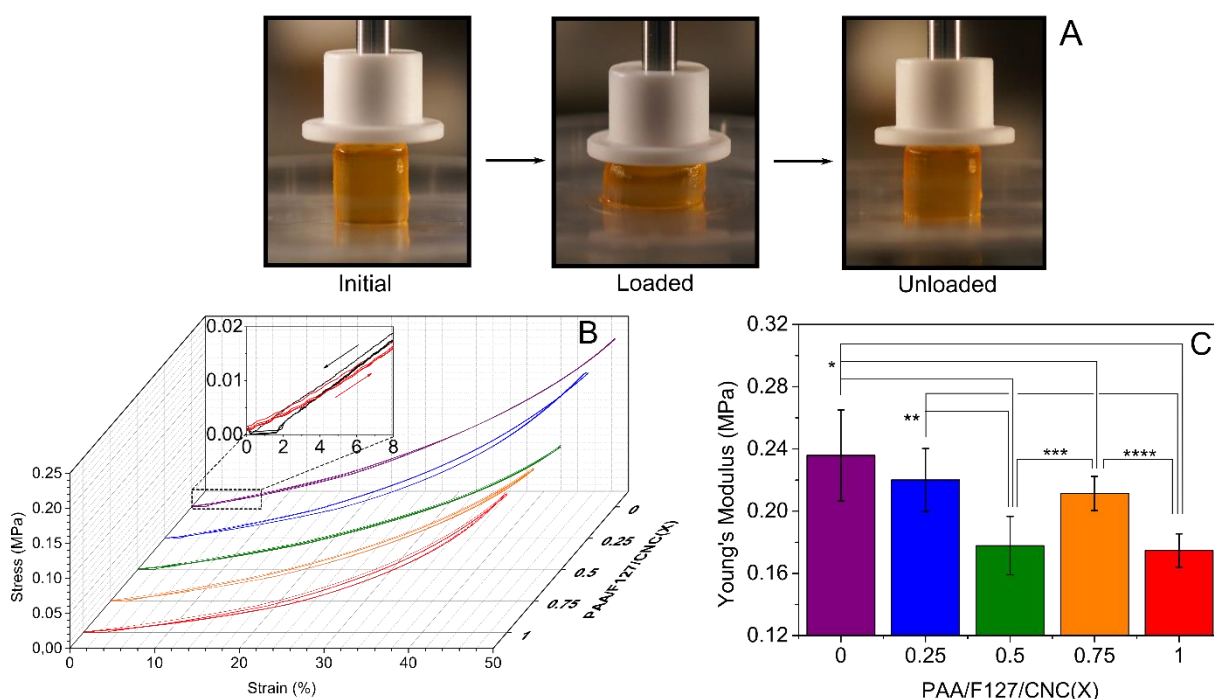 A
Initial
Loaded
Unloaded
B
0.02
0.01
0.00
0 2 4 6 8
0.25
0.20
0.15
0.10
0.05
0.00
Stress (MPa)
0 10 20 30 40 50
Strain (%)
0
0.25
0.5
0.75
1
PAA/F127/CNC(X)
C
0.32
0.28
0.24
0.20
0.16
0.12
Young's Modulus (MPa)
*
**
*** ****
0 0.25 0.5 0.75 1
PAA/F127/CNC(X)